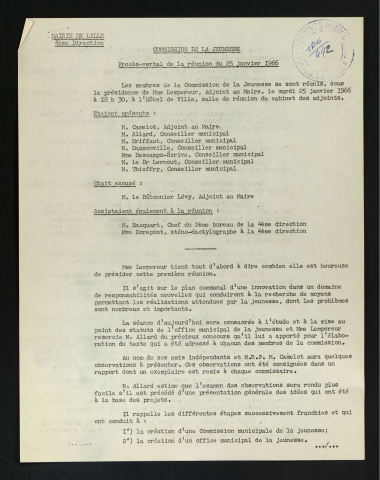 MAIRIE DE LILLE
4ème Direction
COMMISSION DE LA JEUNESSE
Procès-verbal de la réunion du 25 janvier 1966
Les membres de la Commission de la Jeunesse se sont réunis, sous
la présidence de Mme Lempereur, Adjoint au Maire, le mardi 25 janvier 1966
à 18 h 30, à l'Hôtel de Ville, salle de réunion du cabinet des adjoints.
Etaient présents :
M. Camelot, Adjoint au Maire
M. Allard, Conseiller municipal
M. Briffaut, Conseiller municipal
M. Dassonville, Conseiller municipal
Mme Descamps-Scrive, Conseiller municipal
M. le Dr Lernout, Conseiller municipal
M. Thieffry, Conseiller municipal
Etait excusé :
M. le Bâtonnier Lévy, Adjoint au Maire
Assistaient également à la réunion :
M. Bacquart, Chef du 2ème bureau de la 4ème direction
Mme Herrepont, sténo-dactylographe à la 4ème direction
Mme Lempereur tient tout d'abord à dire combien elle est heureuse
de présider cette première réunion.
Il s'agit sur le plan communal d'une innovation dans un domaine
de responsabilités nouvelles qui conduiront à la recherche de moyens
permettant les réalisations attendues par la jeunesse, dont les problèmes
sont nombreux et importants.
La séance d'aujourd'hui sera consacrée à l'étude et à la mise au
point des statuts de l'office municipal de la jeunesse et Mme Lempereur
remercie M. Allard du précieux concours qu'il lui a apporté pour l'élabo-
ration du texte qui a été adressé à chacun des membres de la commission.
Au nom de ses amis indépendants et M.R.P. M. Camelot aura quelques
observations à présenter. Ces observations ont été consignées dans un
rapport dont un exemplaire est remis à chaque commissaire.
M. Allard estime que l'examen des observations sera rendu plus
facile s'il est précédé d'une présentation générale des idées qui ont été
à la base des projets.
Il rappelle les différentes étapes successivement franchies et qui
ont conduit à :
1°) la création d'une Commission municipale de la jeunesse;
2°) la création d'un office municipal de la jeunesse.
.../...